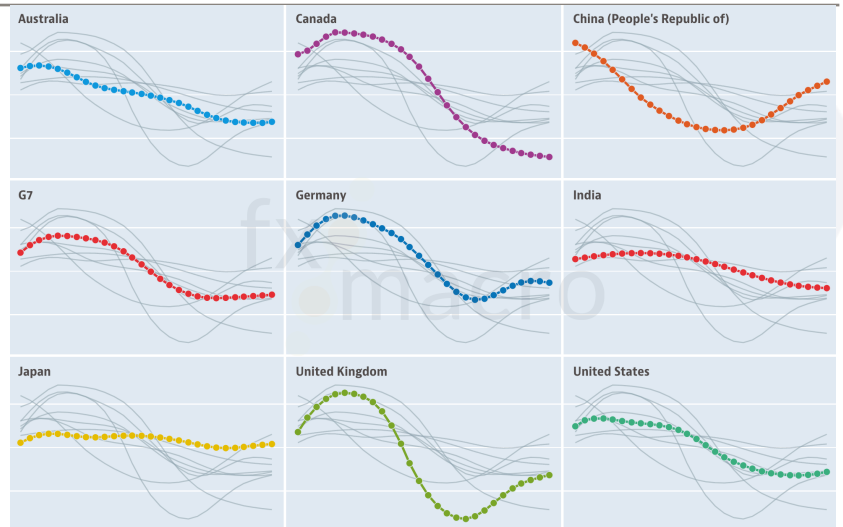 Australia
Canada
China (People's Republic of)
G7
Germany
India
fx
macro
Japan
United Kingdom
United States